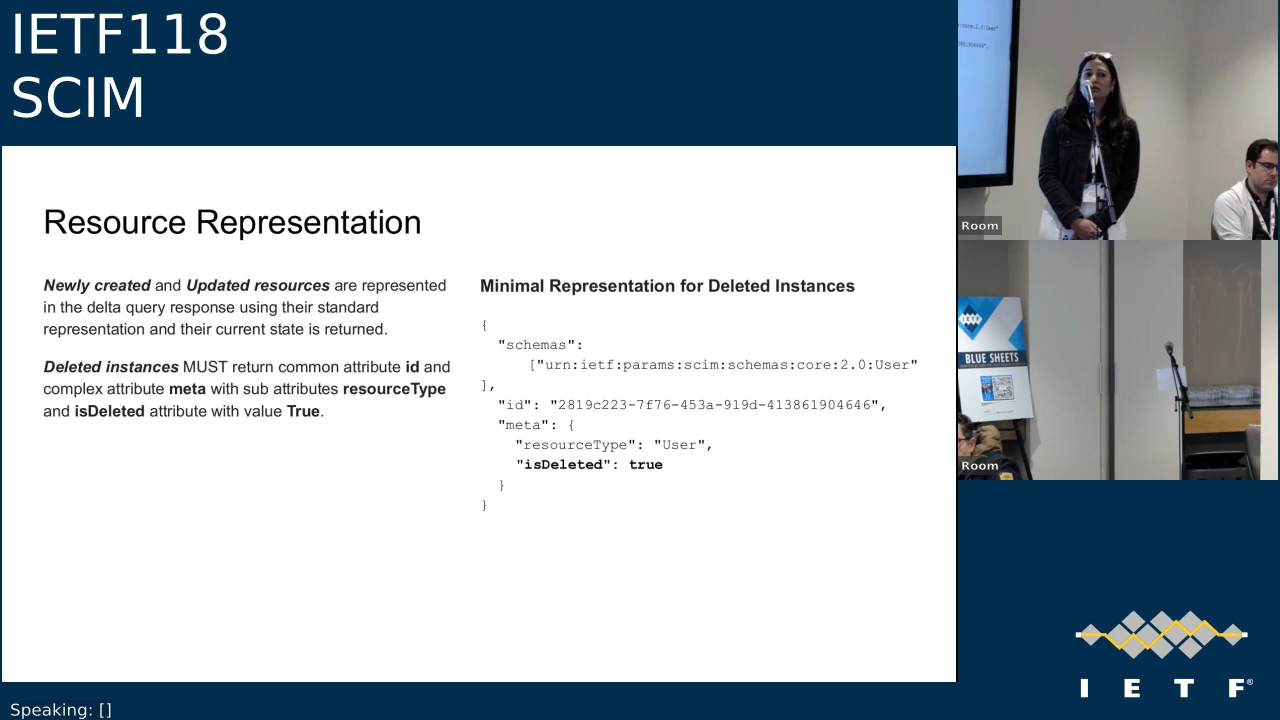 IETF118
SCIM
Resource Representation
Newly created and Updated resources are represented
in the delta query response using their standard
representation and their current state is returned.
Deleted instances MUST return common attribute id and
complex attribute meta with sub attributes resourceType
and isDeleted attribute with value True.
Minimal Representation for Deleted Instances
{
"schemas":
["urn:ietf:params:scim:schemas:core:2.0:User"
],
"id": "2819c223-7f76-453a-919d-413861904646",
"meta": {
"resourceType": "User",
"isDeleted": true
}
}
Room
BLUE SHEETS
Room
I E T F®
Speaking: []